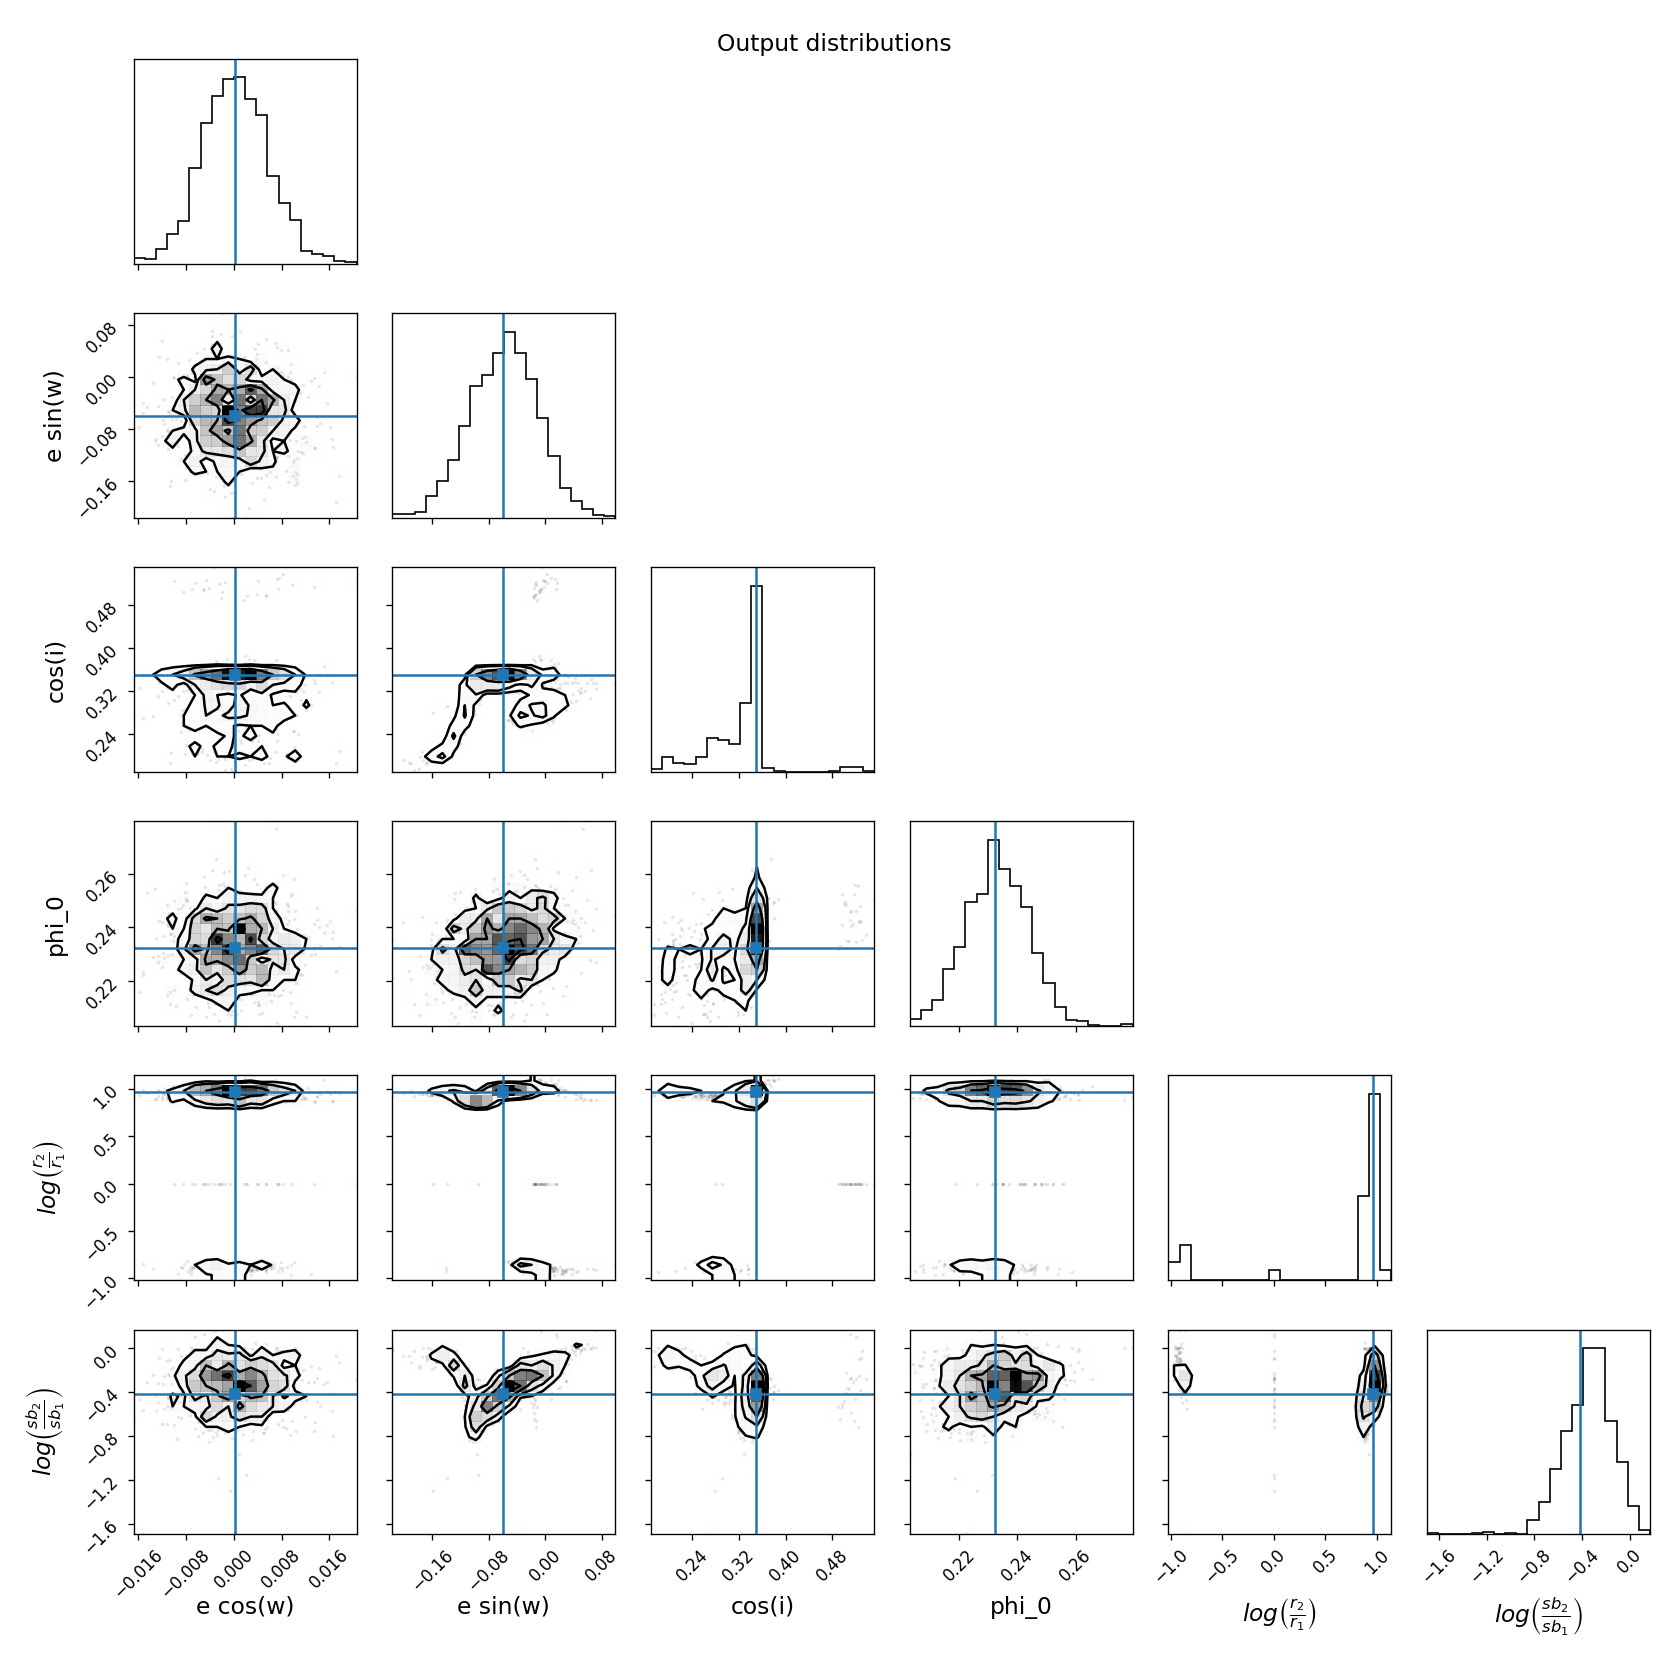 Output distributions
e sin(w)
0.08
0.00
−0.08
−0.16
cos(i)
0.48
0.40
0.32
0.24
phi_0
0.26
0.24
0.22
log(r₂/r₁)
1.0
0.5
0.0
−0.5
−1.0
log(sb₂/sb₁)
0.0
−0.4
−0.8
−1.2
−1.6
−0.016 −0.008 0.000 0.008 0.016 −0.16 −0.08 0.00 0.08 0.24 0.32 0.40 0.48 0.22 0.24 0.26 −1.0 −0.5 0.0 0.5 1.0 −1.6 −1.2 −0.8 −0.4 0.0
e cos(w) e sin(w) cos(i) phi_0 log(r₂/r₁) log(sb₂/sb₁)